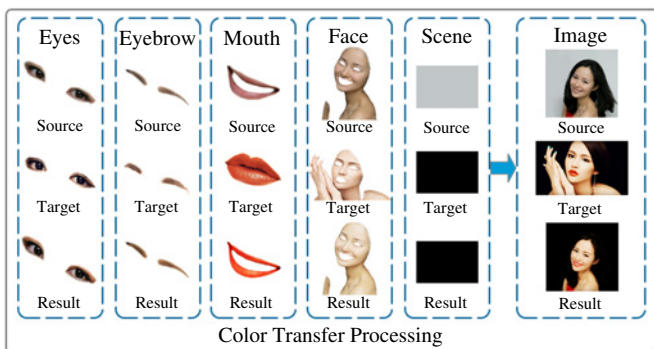 Eyes
Eyebrow
Mouth
Face
Scene
Image
Source
Source
Source
Source
Source
Source
Target
Target
Target
Target
Target
Target
Result
Result
Result
Result
Result
Result
Color Transfer Processing